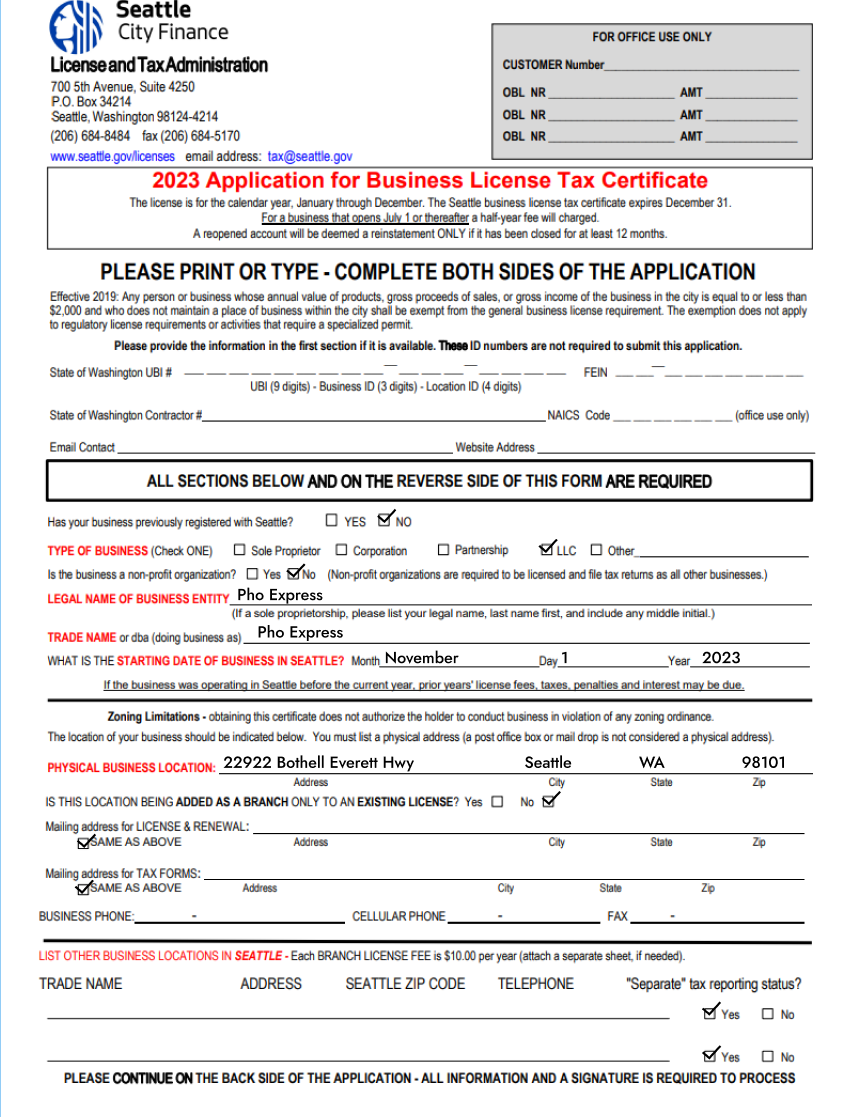 Seattle
City Finance
License and Tax Administration
700 5th Avenue, Suite 4250
P.O. Box 34214
Seattle, Washington 98124-4214
(206) 684-8484 fax (206) 684-5170
www.seattle.gov/licenses email address: tax@seattle.gov
FOR OFFICE USE ONLY
CUSTOMER Number
OBL NR AMT
OBL NR AMT
OBL NR AMT
2023 Application for Business License Tax Certificate
The license is for the calendar year, January through December. The Seattle business license tax certificate expires December 31.
For a business that opens July 1 or thereafter a half-year fee will charged.
A reopened account will be deemed a reinstatement ONLY if it has been closed for at least 12 months.
PLEASE PRINT OR TYPE - COMPLETE BOTH SIDES OF THE APPLICATION
Effective 2019: Any person or business whose annual value of products, gross proceeds of sales, or gross income of the business in the city is equal to or less than
$2,000 and who does not maintain a place of business within the city shall be exempt from the general business license requirement. The exemption does not apply
to regulatory license requirements or activities that require a specialized permit.
Please provide the information in the first section if it is available. These ID numbers are not required to submit this application.
State of Washington UBI # FEIN
UBI (9 digits) - Business ID (3 digits) - Location ID (4 digits)
State of Washington Contractor # NAICS Code (office use only)
Email Contact Website Address
ALL SECTIONS BELOW AND ON THE REVERSE SIDE OF THIS FORM ARE REQUIRED
Has your business previously registered with Seattle? YES NO
TYPE OF BUSINESS (Check ONE) Sole Proprietor Corporation Partnership LLC Other
Is the business a non-profit organization? Yes No (Non-profit organizations are required to be licensed and file tax returns as all other businesses.)
LEGAL NAME OF BUSINESS ENTITY Pho Express
(If a sole proprietorship, please list your legal name, last name first, and include any middle initial.)
TRADE NAME or dba (doing business as) Pho Express
WHAT IS THE STARTING DATE OF BUSINESS IN SEATTLE? Month November Day 1 Year 2023
If the business was operating in Seattle before the current year, prior years' license fees, taxes, penalties and interest may be due.
Zoning Limitations - obtaining this certificate does not authorize the holder to conduct business in violation of any zoning ordinance.
The location of your business should be indicated below. You must list a physical address (a post office box or mail drop is not considered a physical address).
PHYSICAL BUSINESS LOCATION: 22922 Bothell Everett Hwy Seattle WA 98101
Address City State Zip
IS THIS LOCATION BEING ADDED AS A BRANCH ONLY TO AN EXISTING LICENSE? Yes No
Mailing address for LICENSE & RENEWAL:
SAME AS ABOVE Address City State Zip
Mailing address for TAX FORMS:
SAME AS ABOVE Address City State Zip
BUSINESS PHONE: - CELLULAR PHONE - FAX -
LIST OTHER BUSINESS LOCATIONS IN SEATTLE - Each BRANCH LICENSE FEE is $10.00 per year (attach a separate sheet, if needed).
TRADE NAME ADDRESS SEATTLE ZIP CODE TELEPHONE "Separate" tax reporting status?
Yes No
Yes No
PLEASE CONTINUE ON THE BACK SIDE OF THE APPLICATION - ALL INFORMATION AND A SIGNATURE IS REQUIRED TO PROCESS